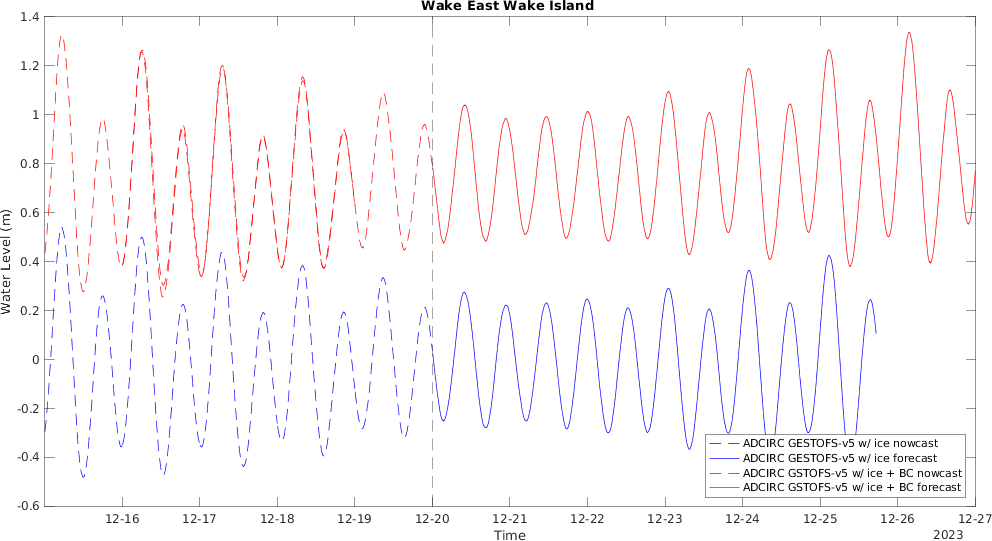 Wake East Wake Island
1.4
1.2
1
0.8
0.6
0.4
0.2
0
-0.2
-0.4
-0.6
Water Level (m)
ADCIRC GESTOFS-v5 w/ ice nowcast
ADCIRC GESTOFS-v5 w/ ice forecast
ADCIRC GSTOFS-v5 w/ ice + BC nowcast
ADCIRC GSTOFS-v5 w/ ice + BC forecast
12-16 12-17 12-18 12-19 12-20 12-21 12-22 12-23 12-24 12-25 12-26 12-27
Time
2023